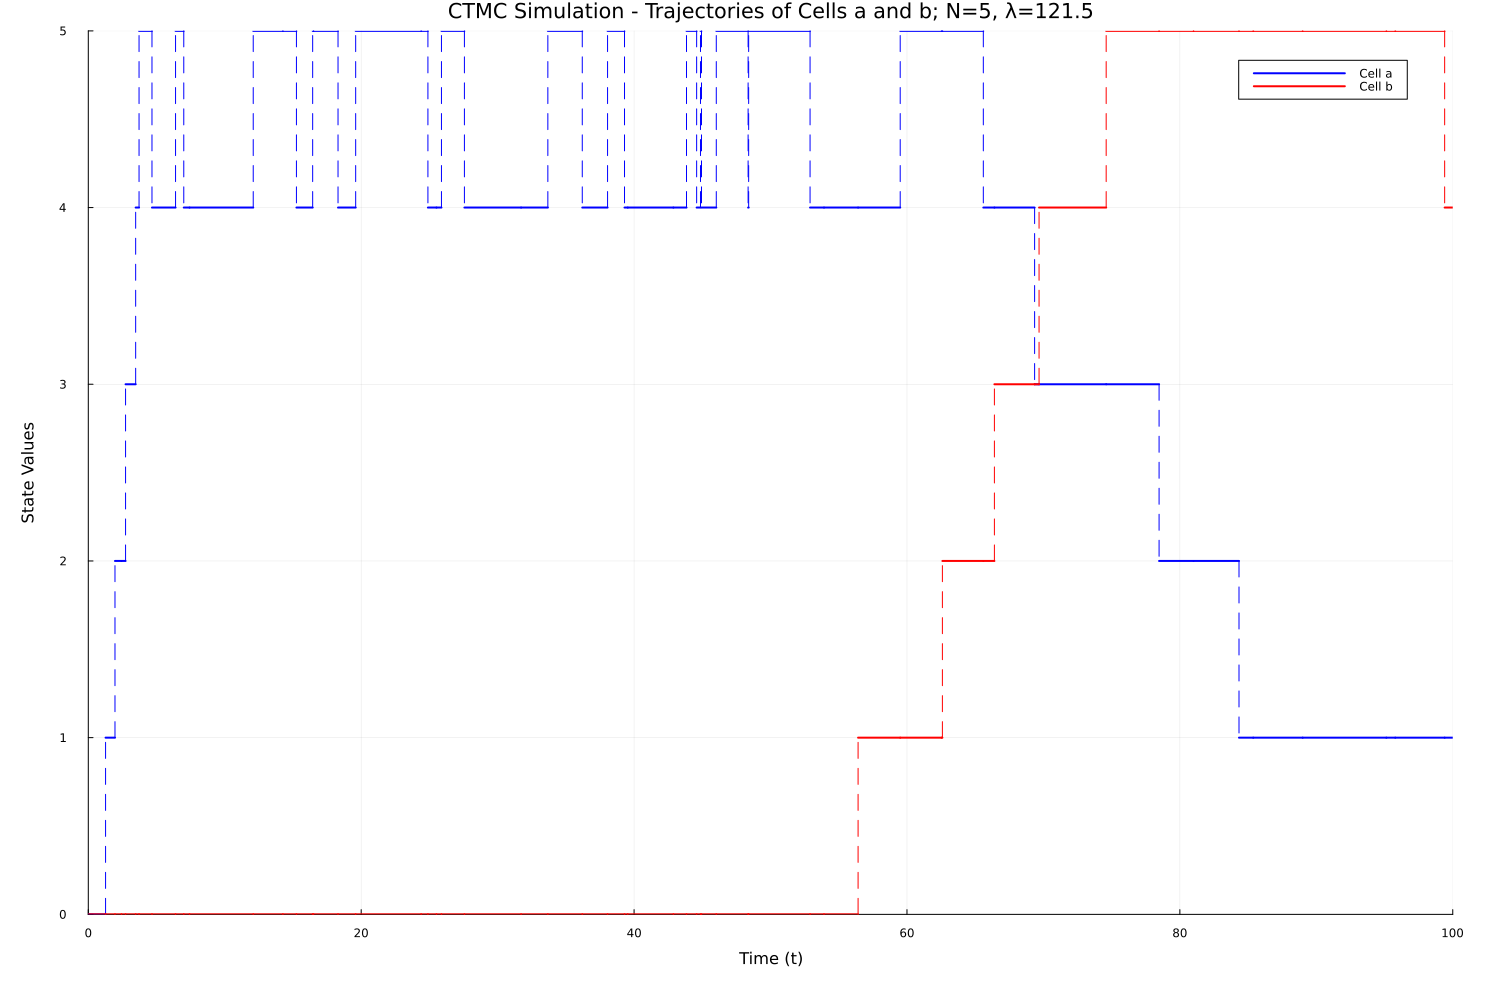 CTMC Simulation - Trajectories of Cells a and b; N=5, λ=121.5
5
Cell a
Cell b
4
3
State Values
2
1
0
0 20 40 60 80 100
Time (t)